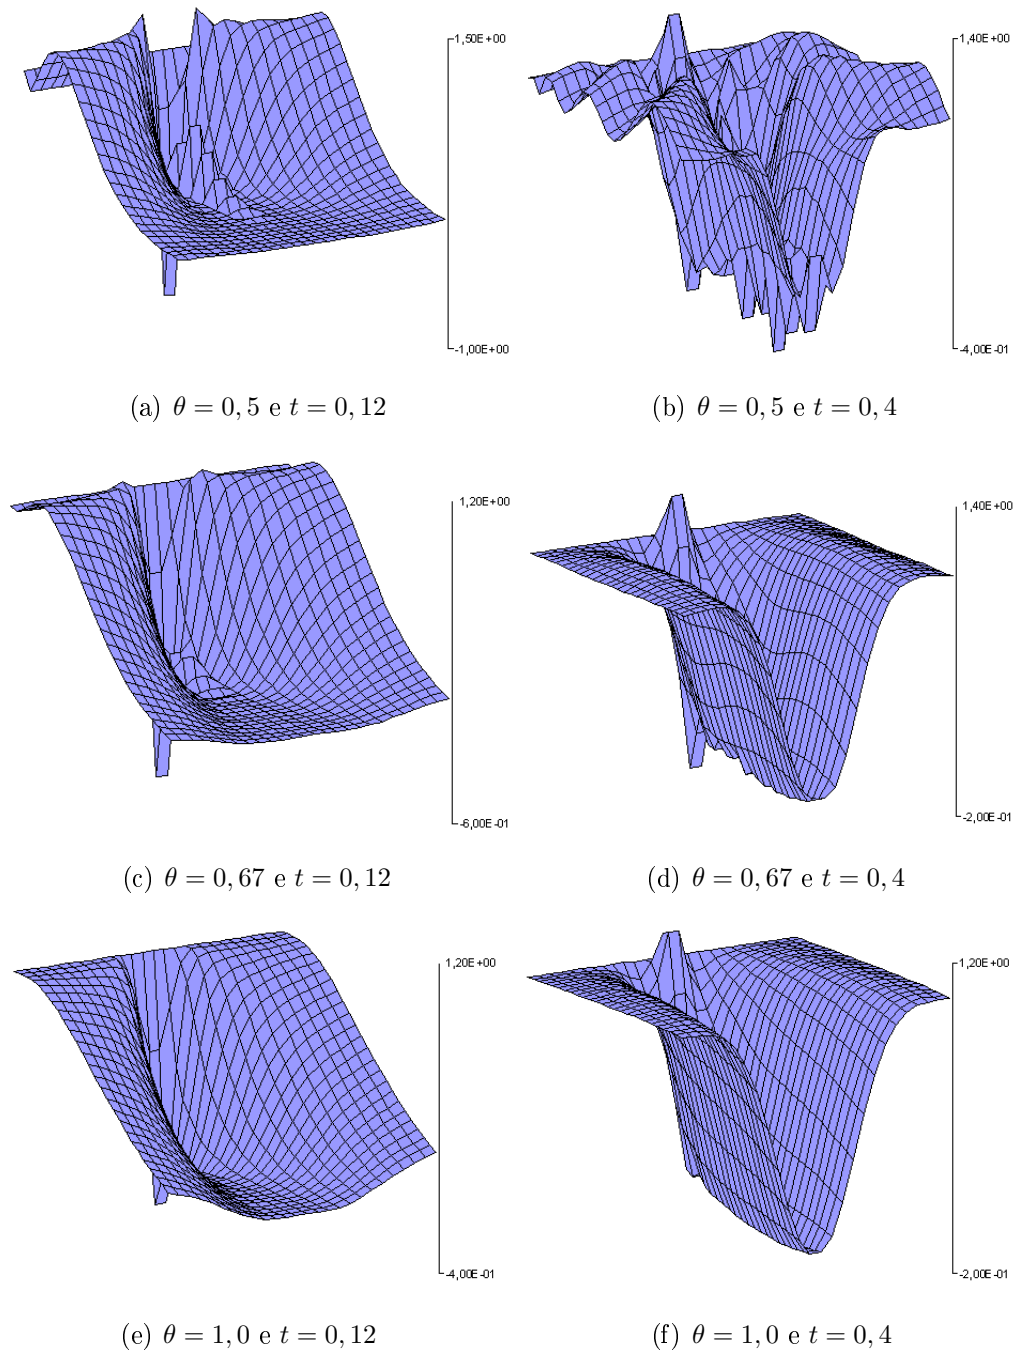 1,50E+00
-1,00E+00
1,40E+00
-4,00E-01
(a) θ = 0,5 e t = 0,12
(b) θ = 0,5 e t = 0,4
1,20E+00
-6,00E-01
1,40E+00
-2,00E-01
(c) θ = 0,67 e t = 0,12
(d) θ = 0,67 e t = 0,4
1,20E+00
-4,00E-01
1,20E+00
-2,00E-01
(e) θ = 1,0 e t = 0,12
(f) θ = 1,0 e t = 0,4